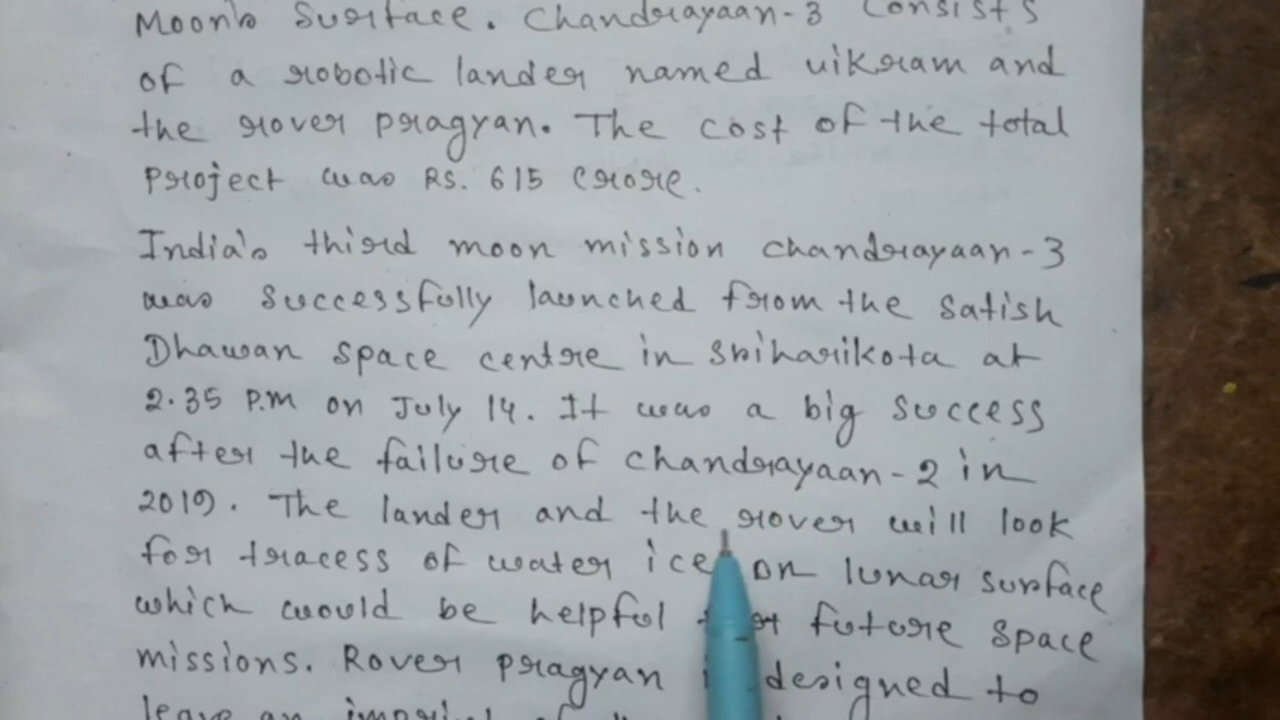 Moon's Surface. Chandrayaan-3 Consists
of a robotic lander named vikram and
the rover pragyan. The cost of the total
project was RS. 615 Crore.
India's third moon mission chandrayaan-3
was successfully launched from the Satish
Dhawan space centre in Sriharikota at
2.35 P.M on July 14. It was a big success
after the failure of chandrayaan-2 in
2019. The lander and the rover will look
for tracess of water ice on lunar surface
which would be helpful future space
missions. Rover pragyan designed to
leave an